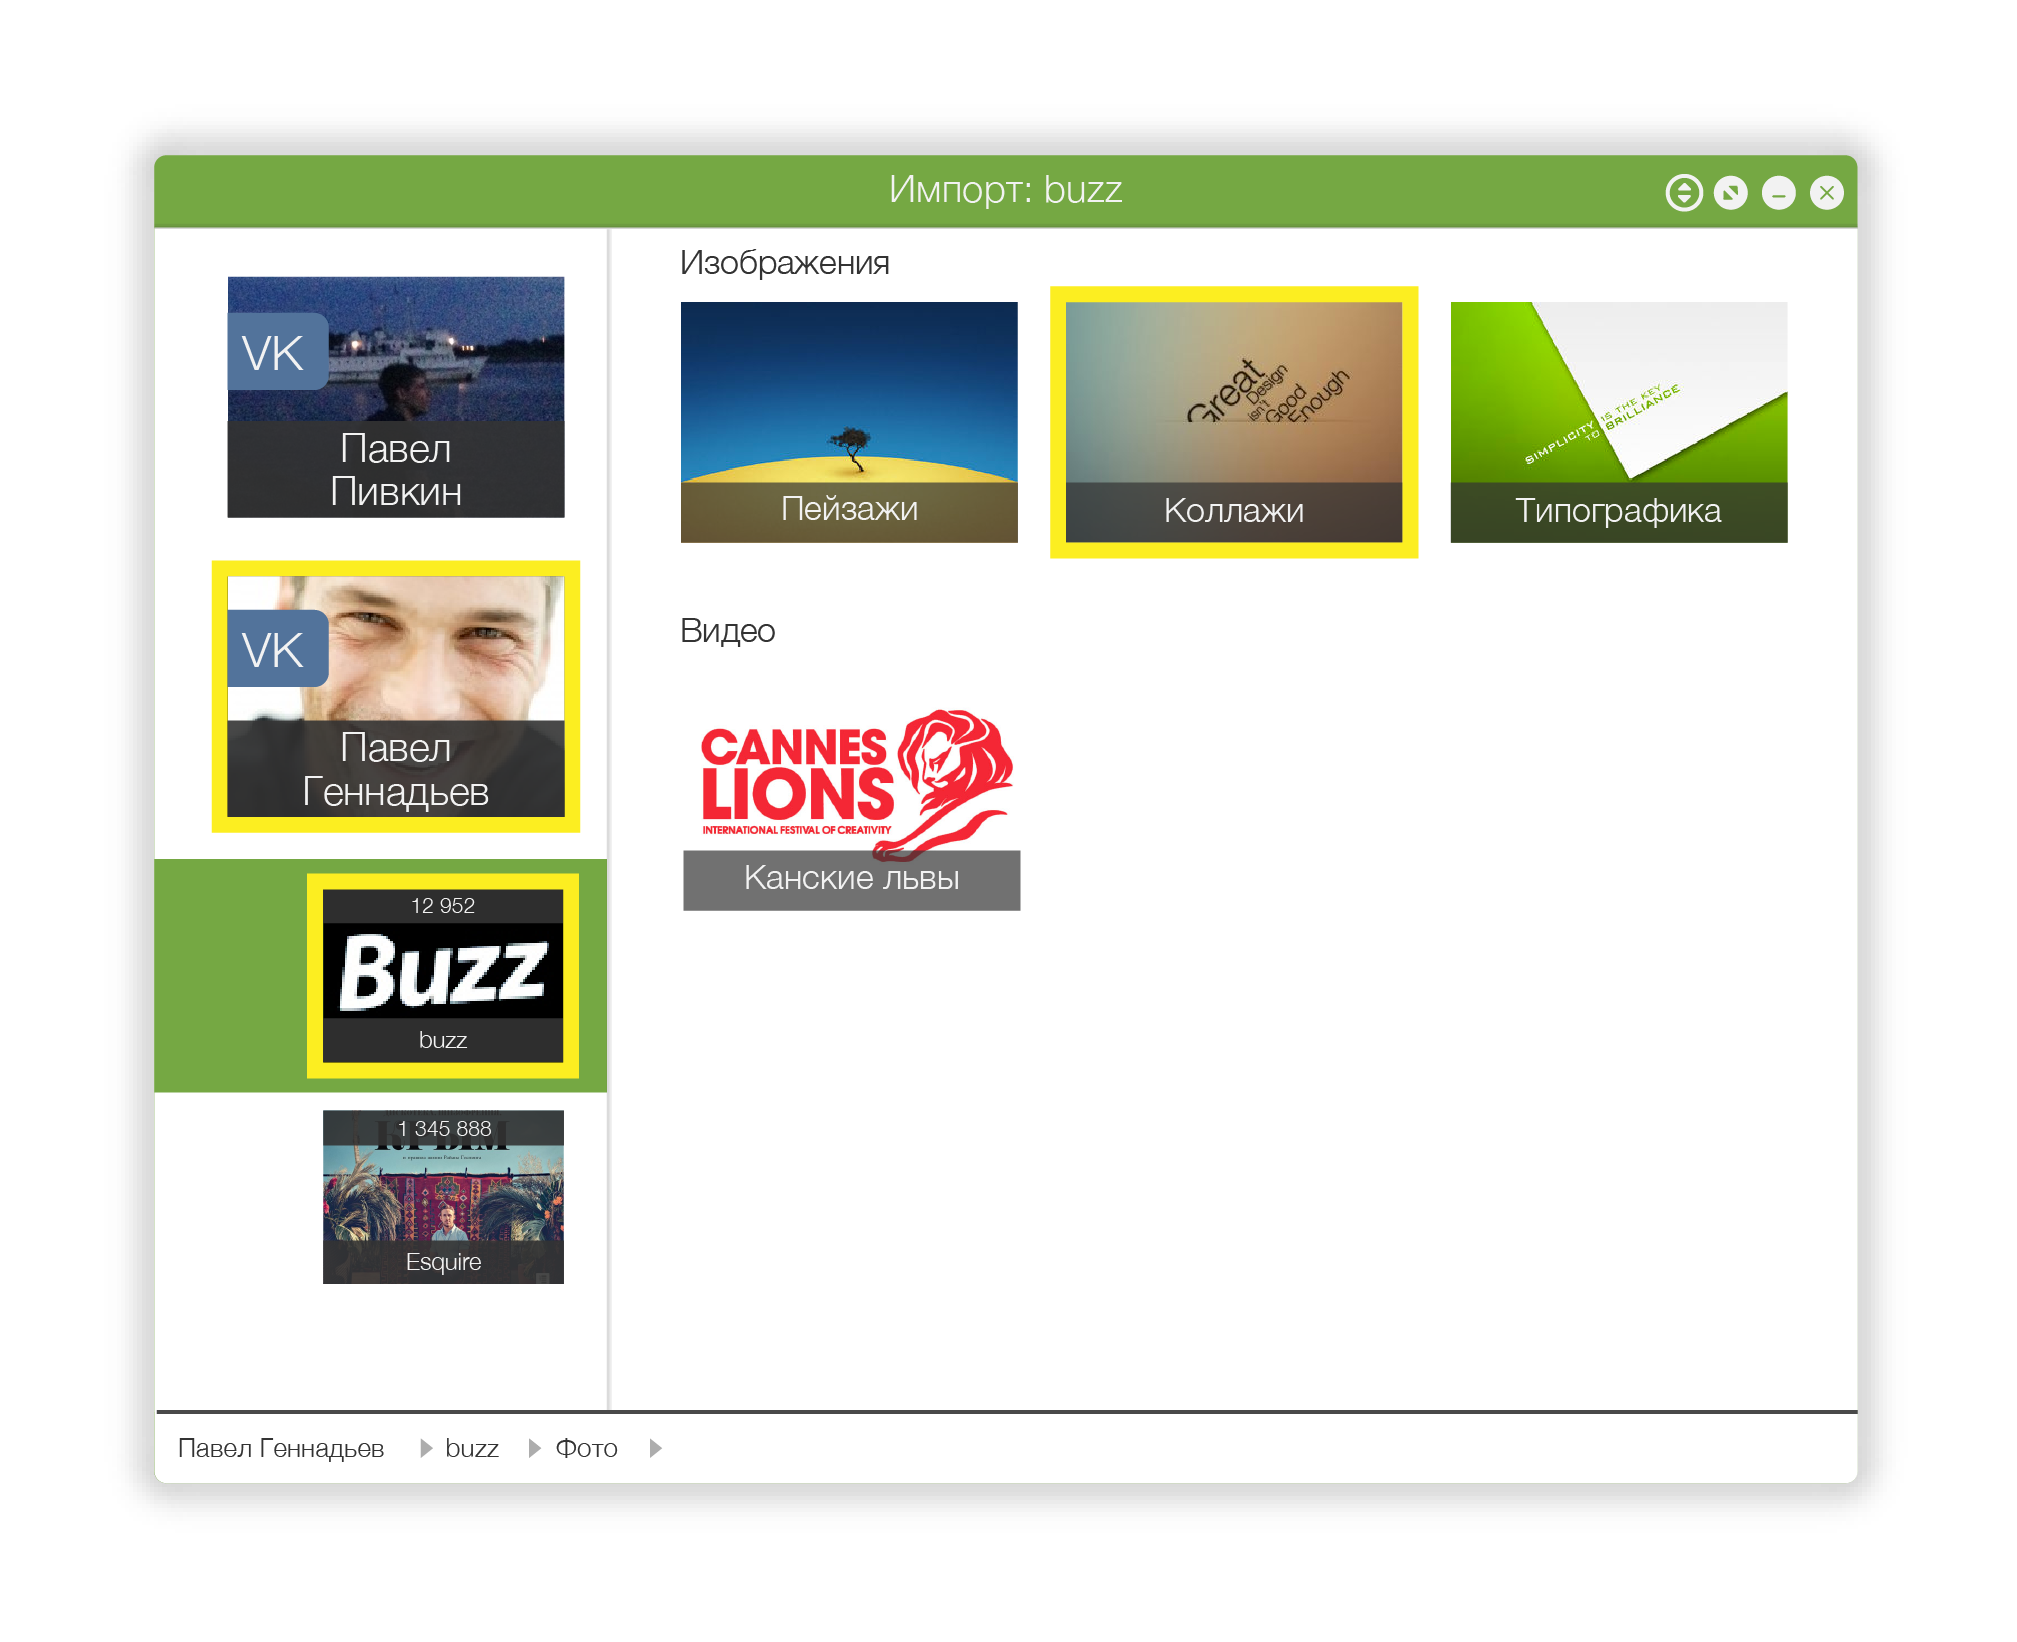 Импорт: buzz
VK
Павел
Пивкин
VK
Павел
Геннадьев
12 952
Buzz
buzz
1 345 888
Esquire
Изображения
Great
Design
isn't
Good
Enough
Пейзажи
Коллажи
SIMPLICITY IS THE KEY
TO BRILLIANCE
Типографика
Видео
CANNES
LIONS
INTERNATIONAL FESTIVAL OF CREATIVITY
Канские львы
Павел Геннадьев
buzz
Фото